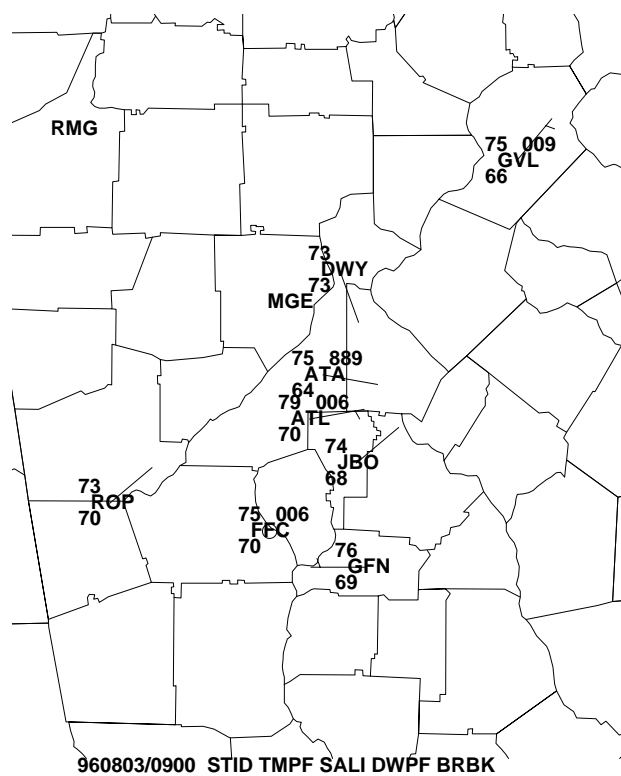 RMG
75 009
GVL
66
73
DWY
73
MGE
75 889
ATA
64
79 006
ATL
70
74
JBO
68
73
ROP
70
75 006
FFC
70
76
GFN
69
960803/0900 STID TMPF SALI DWPF BRBK